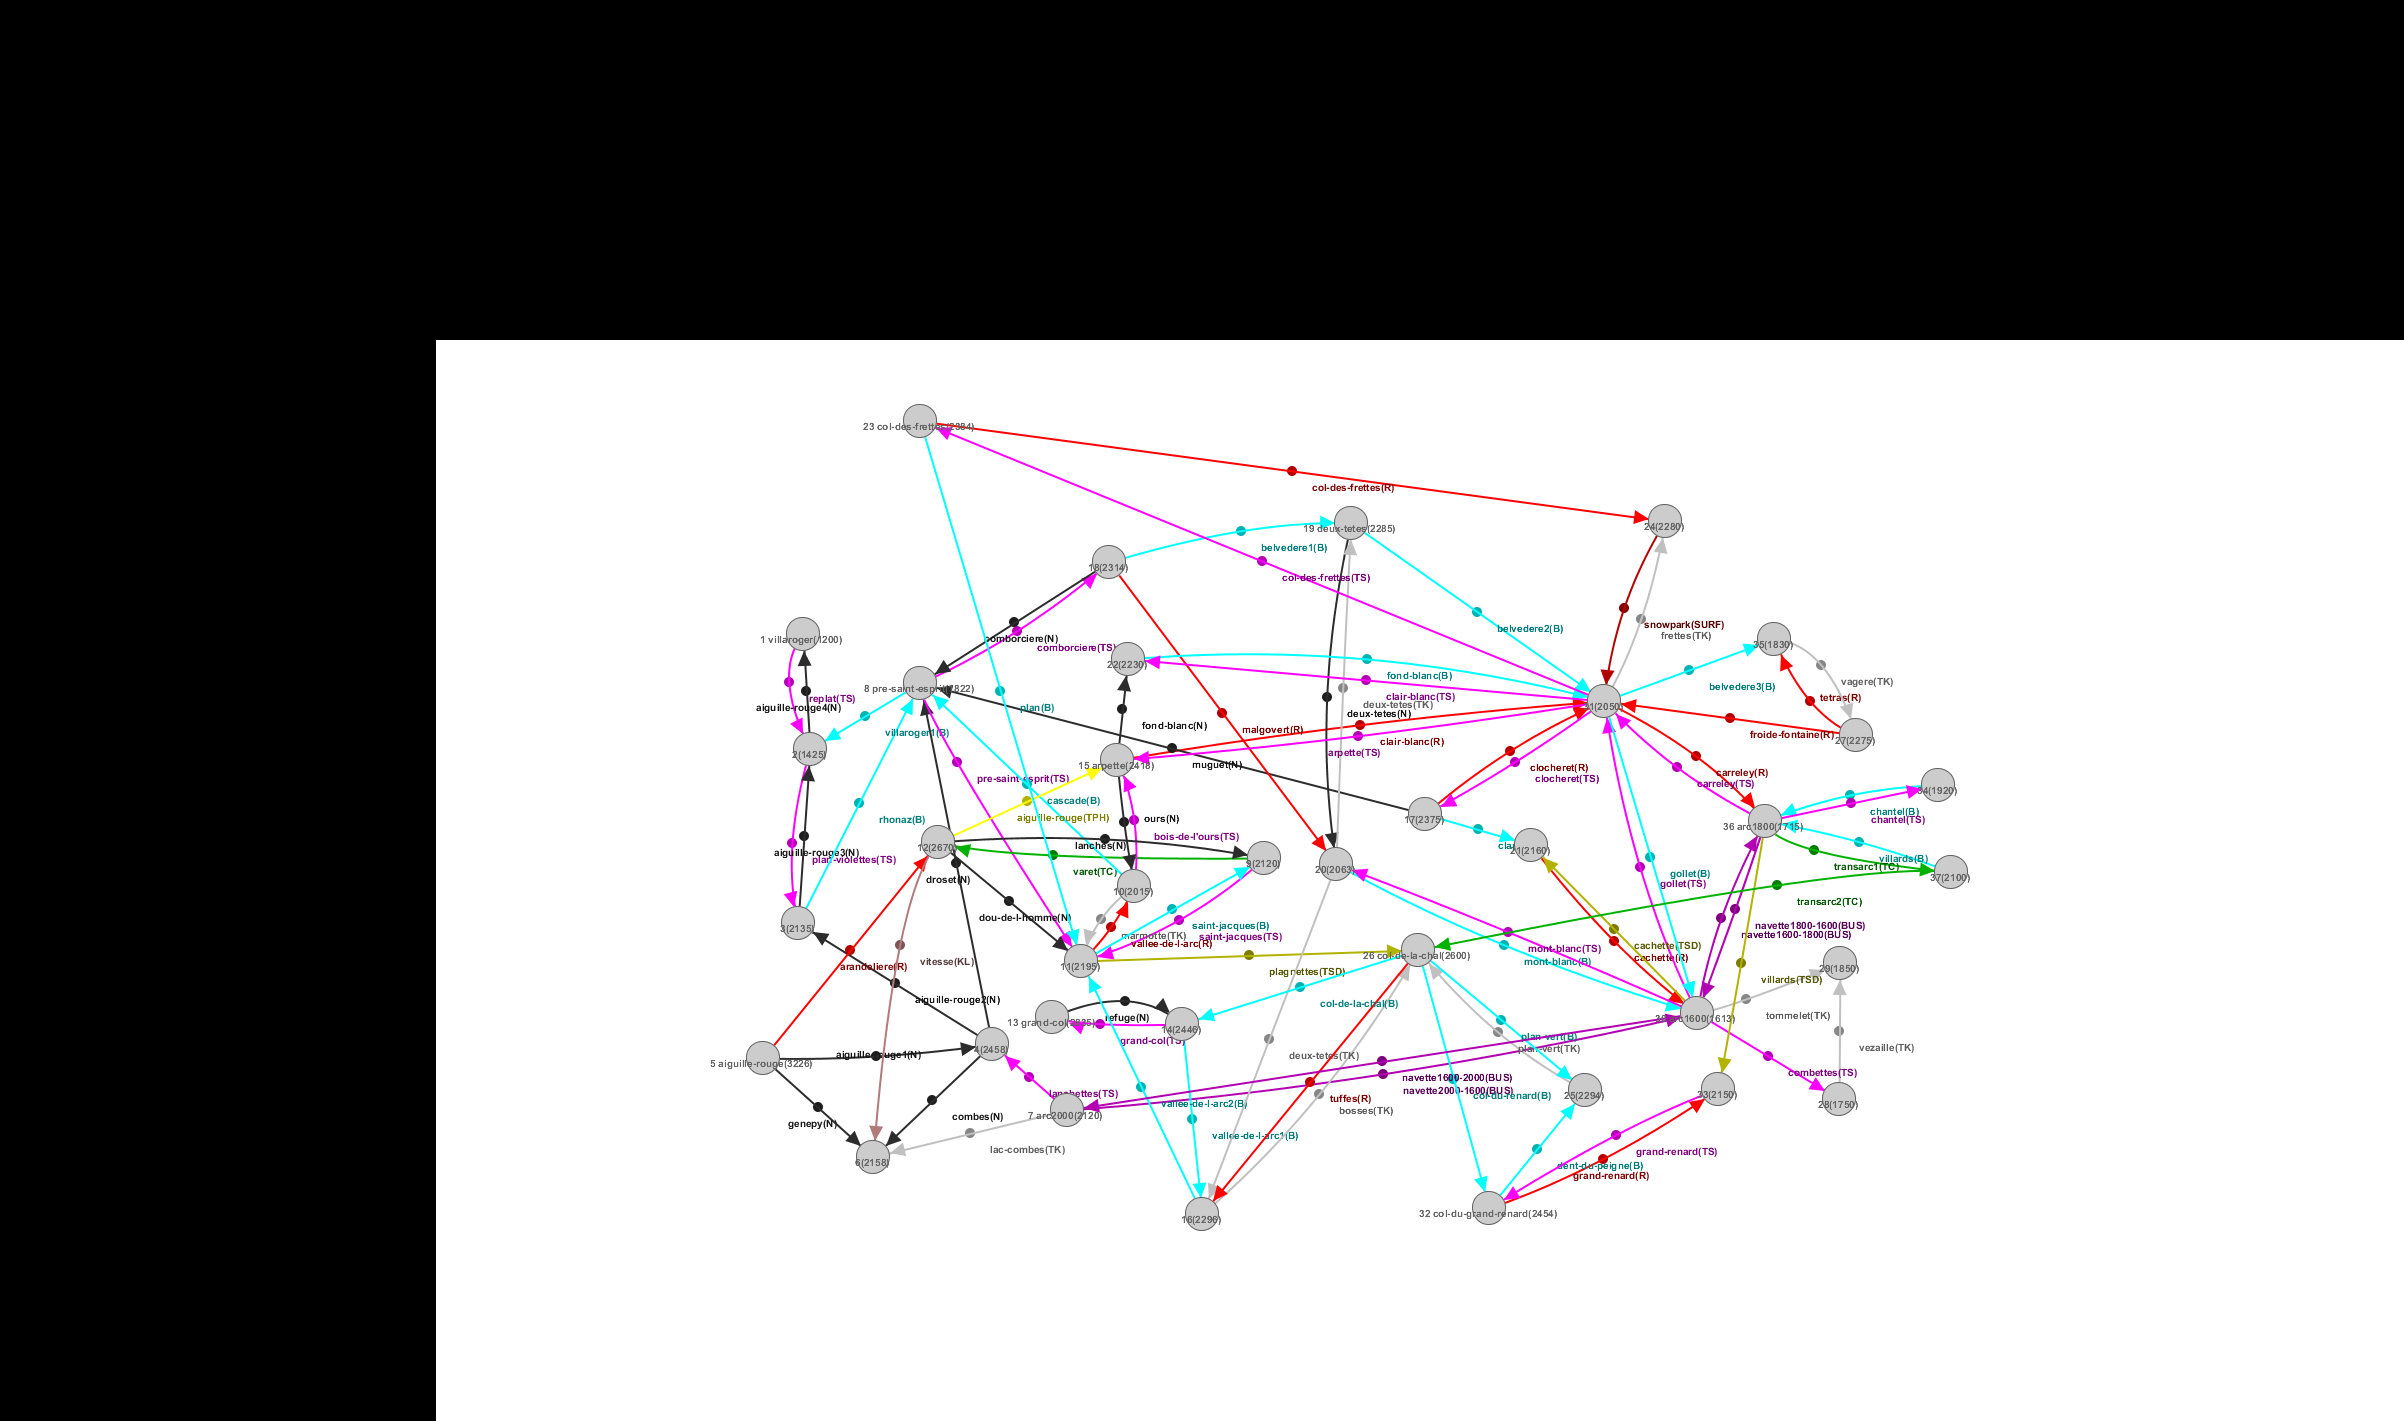 23 col-des-frettes(2384)
col-des-frettes(R)
24(2280)
19 deux-tetes(2285)
belvedere1(B)
18(2314)
col-des-frettes(TS)
snowpark(SURF)
frettes(TK)
belvedere2(B)
1 villaroger(1200)
comborciere(N)
comborciere(TS)
35(1830)
22(2230)
fond-blanc(B)
vagere(TK)
belvedere3(B)
8 pre-saint-esprit(1822)
replat(TS)
aiguille-rouge4(N)
plan(B)
clair-blanc(TS)
deux-tetes(TK)
deux-tetes(N)
tetras(R)
31(2050)
fond-blanc(N)
malgovert(R)
villaroger1(B)
froide-fontaine(R)
27(2275)
clair-blanc(R)
arpette(TS)
2(1425)
15 arpette(2418)
muguet(N)
clocheret(R)
clocheret(TS)
carreley(R)
carreley(TS)
pre-saint-esprit(TS)
34(1920)
cascade(B)
chantel(B)
chantel(TS)
aiguille-rouge(TPH)
ours(N)
rhonaz(B)
17(2375)
36 arc1800(1715)
bois-de-l'ours(TS)
lanches(N)
12(2670)
aiguille-rouge3(N)
plan-violettes(TS)
21(2160)
villards(B)
9(2120)
transarc1(TC)
varet(TC)
20(2063)
gollet(B)
gollet(TS)
droset(N)
10(2015)
37(2100)
transarc2(TC)
dou-de-l-homme(N)
3(2135)
saint-jacques(B)
saint-jacques(TS)
marmotte(TK)
vallee-de-l-arc(R)
navette1800-1600(BUS)
navette1600-1800(BUS)
cachette(TSD)
cachette(R)
mont-blanc(TS)
mont-blanc(B)
26 col-de-la-chal(2600)
vitesse(KL)
arandeliere(R)
11(2195)
plagnettes(TSD)
29(1850)
villards(TSD)
aiguille-rouge2(N)
col-de-la-chal(B)
tommelet(TK)
13 grand-col(2835)
refuge(N)
14(2446)
grand-col(TS)
plan-vert(B)
plan-vert(TK)
vezaille(TK)
aiguille-rouge1(N)
4(2458)
deux-tetes(TK)
5 aiguille-rouge(3226)
combettes(TS)
navette1600-2000(BUS)
navette2000-1600(BUS)
lanchettes(TS)
col-du-renard(B)
25(2294)
33(2150)
28(1750)
tuffes(R)
bosses(TK)
vallee-de-l-arc2(B)
7 arc2000(2120)
combes(N)
genepy(N)
vallee-de-l-arc1(B)
lac-combes(TK)
grand-renard(TS)
6(2158)
dent-du-peigne(B)
grand-renard(R)
16(2296)
32 col-du-grand-renard(2454)